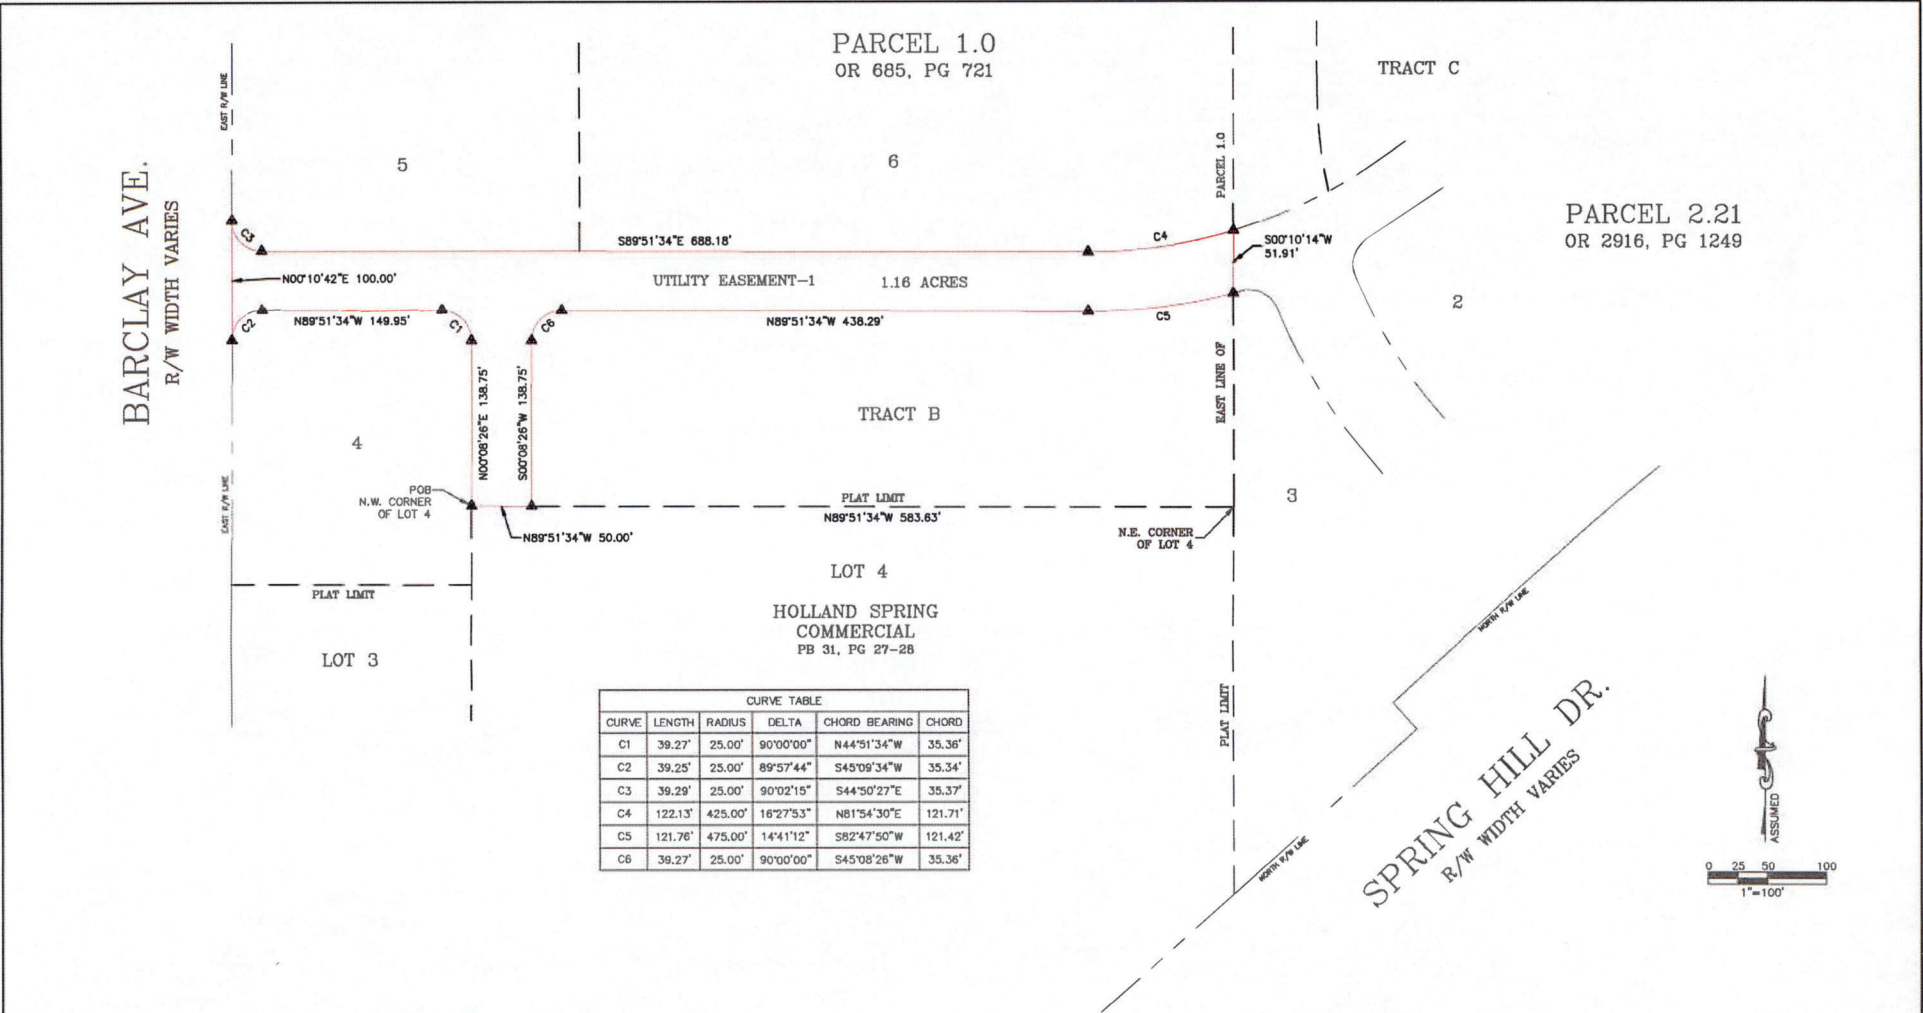 PARCEL 1.0
OR 685, PG 721
TRACT C
EAST R/W LINE
BARCLAY AVE.
R/W WIDTH VARIES
5
6
PARCEL 1.0
PARCEL 2.21
OR 2916, PG 1249
C3
S89°51'34"E 688.18'
C4
S00°10'14"W
51.91'
N00°10'42"E 100.00'
UTILITY EASEMENT-1 1.16 ACRES
2
C2
N89°51'34"W 149.95'
C1
C6
N89°51'34"W 438.29'
C5
N00°08'26"E 138.75'
S00°08'26"W 138.75'
EAST LINE OF
TRACT B
4
EAST R/W LINE
POB
N.W. CORNER
OF LOT 4
PLAT LIMIT
N89°51'34"W 583.63'
3
N89°51'34"W 50.00'
N.E. CORNER
OF LOT 4
LOT 4
PLAT LIMIT
HOLLAND SPRING
COMMERCIAL
PB 31, PG 27-28
LOT 3
NORTH R/W LINE
PLAT LIMIT
CURVE TABLE
CURVE LENGTH RADIUS DELTA CHORD BEARING CHORD
C1 39.27' 25.00' 90°00'00" N44°51'34"W 35.36'
C2 39.25' 25.00' 89°57'44" S45°09'34"W 35.34'
C3 39.29' 25.00' 90°02'15" S44°50'27"E 35.37'
C4 122.13' 425.00' 16°27'53" N81°54'30"E 121.71'
C5 121.76' 475.00' 14°41'12" S82°47'50"W 121.42'
C6 39.27' 25.00' 90°00'00" S45°08'26"W 35.36'
SPRING HILL DR.
R/W WIDTH VARIES
NORTH R/W LINE
ASSUMED
0 25 50 100
1"=100'